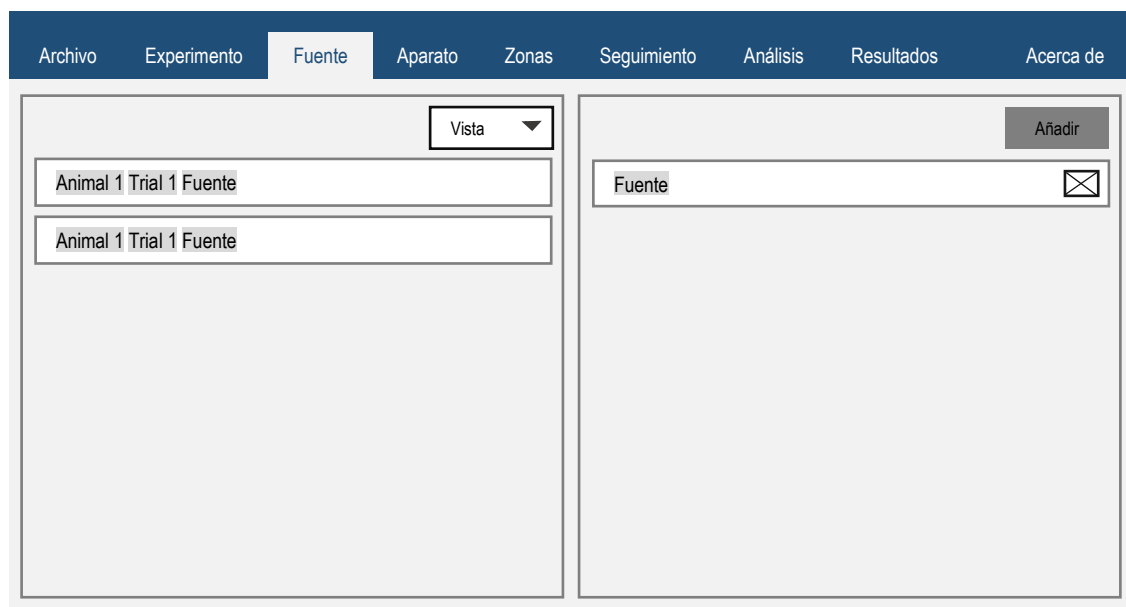 Archivo Experimento Fuente Aparato Zonas Seguimiento Análisis Resultados Acerca de
Vista
Animal 1 Trial 1 Fuente
Animal 1 Trial 1 Fuente
Añadir
Fuente